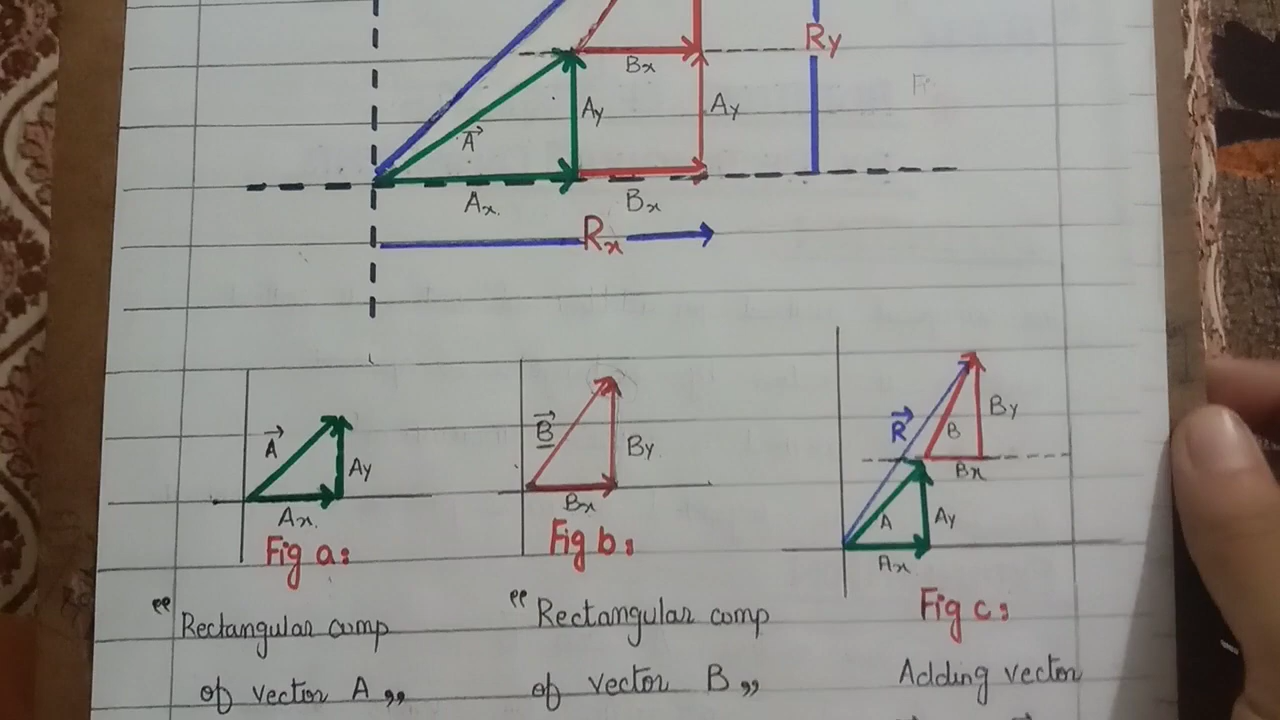 Ry
Bx
Ay
Ay
A
Ax.
Bx
Rx
A
Ay
Ax.
Fig a:
B
By
Bx
Fig b:
R
B
By
Bx
A
Ay
Ax
Fig c:
"Rectangular comp
of vector A„
"Rectangular comp
of vector B„
Adding vector